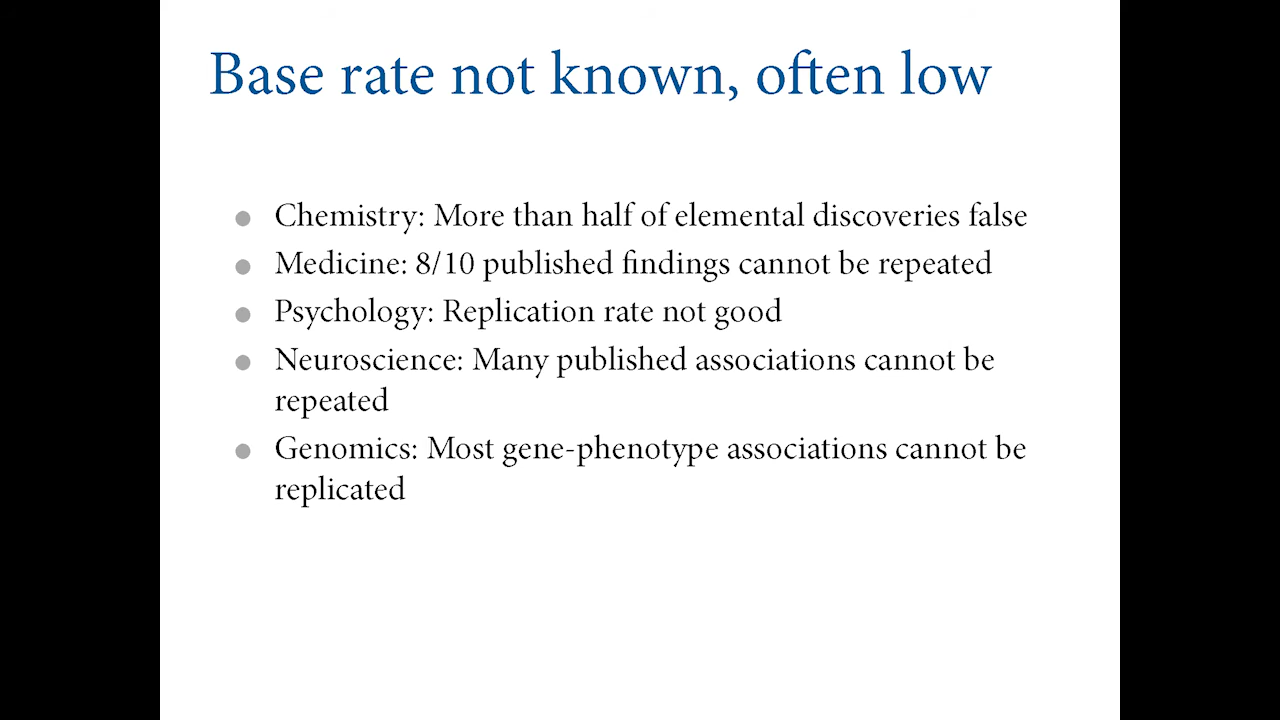 Base rate not known, often low
Chemistry: More than half of elemental discoveries false
Medicine: 8/10 published findings cannot be repeated
Psychology: Replication rate not good
Neuroscience: Many published associations cannot be
repeated
Genomics: Most gene-phenotype associations cannot be
replicated